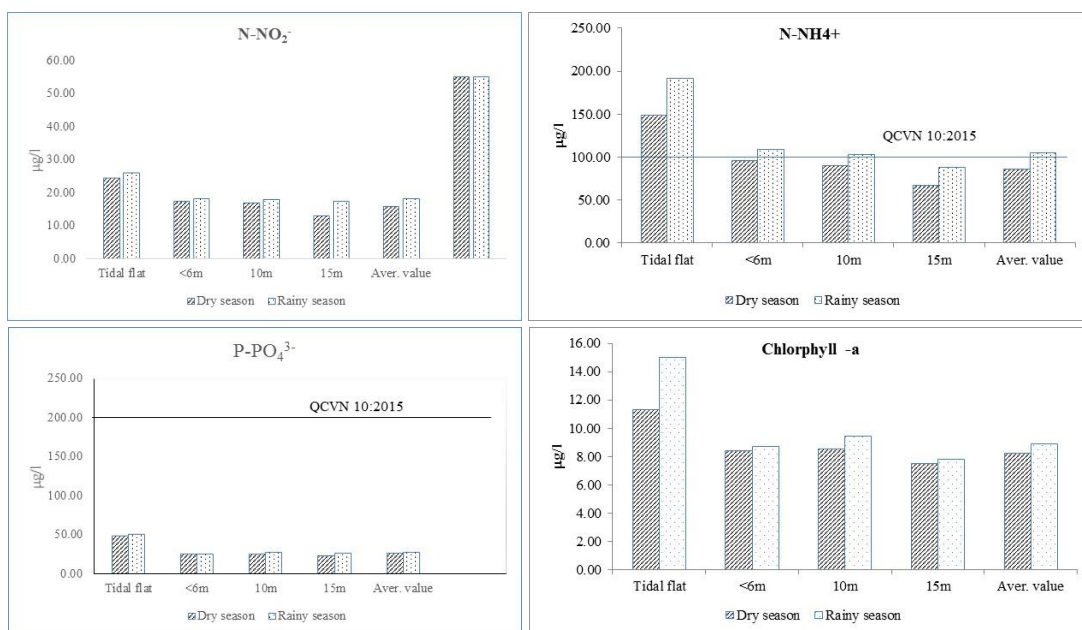 N-NO₂⁻
60.00
50.00
40.00
30.00
20.00
10.00
0.00
µg/l
Tidal flat <6m 10m 15m Aver. value
Dry season Rainy season
N-NH4+
250.00
200.00
150.00
100.00
50.00
0.00
µg/l
QCVN 10:2015
Tidal flat <6m 10m 15m Aver. value
Dry season Rainy season
P-PO₄³⁻
250.00
200.00
150.00
100.00
50.00
0.00
µg/l
QCVN 10:2015
Tidal flat <6m 10m 15m Aver. value
Dry season Rainy season
Chlorphyll -a
16.00
14.00
12.00
10.00
8.00
6.00
4.00
2.00
0.00
µg/l
Tidal flat <6m 10m 15m Aver. value
Dry season Rainy season